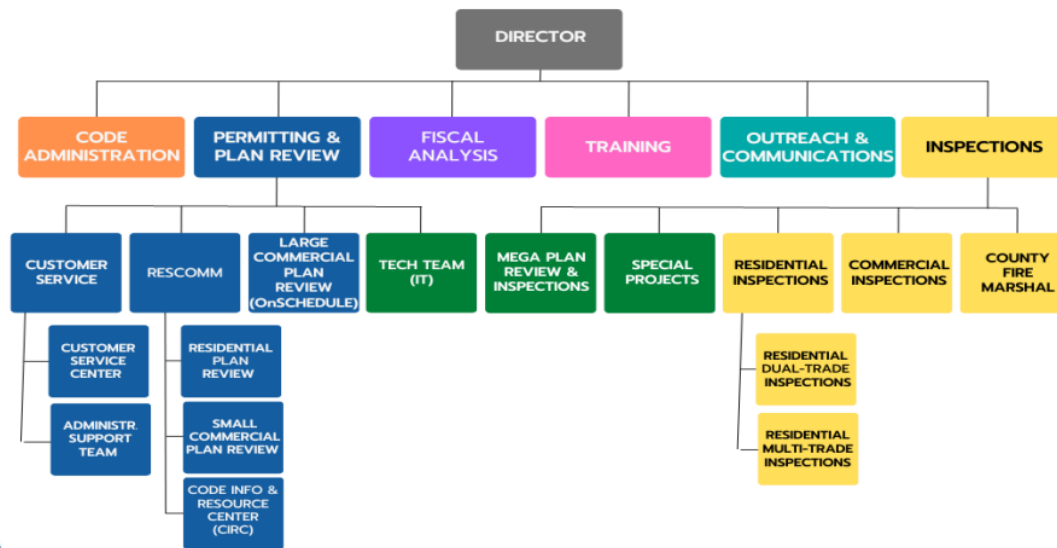 DIRECTOR
CODE
ADMINISTRATION
PERMITTING &
PLAN REVIEW
FISCAL
ANALYSIS
TRAINING
OUTREACH &
COMMUNICATIONS
INSPECTIONS
CUSTOMER
SERVICE
RESCOMM
LARGE
COMMERCIAL
PLAN
REVIEW
(OnSCHEDULE)
TECH TEAM
(IT)
MEGA PLAN
REVIEW &
INSPECTIONS
SPECIAL
PROJECTS
RESIDENTIAL
INSPECTIONS
COMMERCIAL
INSPECTIONS
COUNTY
FIRE
MARSHAL
CUSTOMER
SERVICE
CENTER
RESIDENTIAL
PLAN
REVIEW
RESIDENTIAL
DUAL-TRADE
INSPECTIONS
ADMINISTR.
SUPPORT
TEAM
SMALL
COMMERCIAL
PLAN REVIEW
RESIDENTIAL
MULTI-TRADE
INSPECTIONS
CODE INFO &
RESOURCE
CENTER
(CIRC)